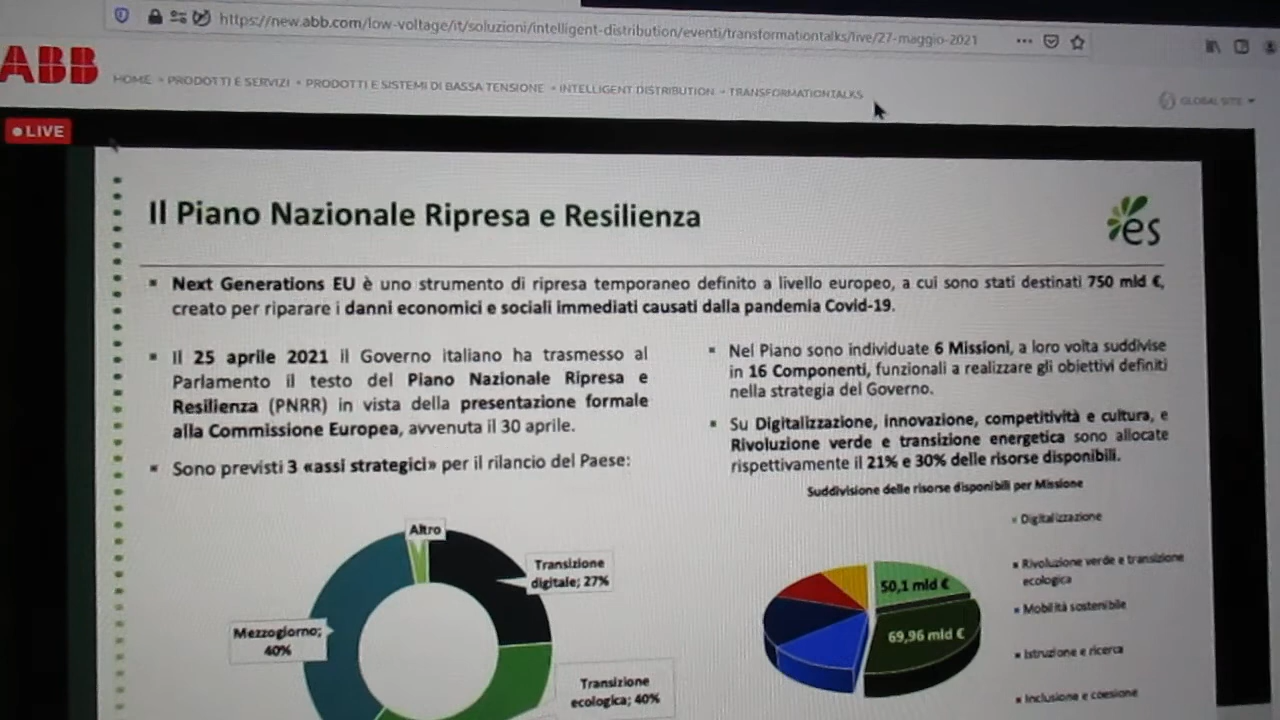 https://new.abb.com/low-voltage/it/soluzioni/intelligent-distribution/eventi/transformationtalks/live/27-maggio-2021
ABB
HOME • PRODOTTI E SERVIZI • PRODOTTI E SISTEMI DI BASSA TENSIONE • INTELLIGENT DISTRIBUTION • TRANSFORMATIONTALKS
GLOBAL SITE
LIVE
Il Piano Nazionale Ripresa e Resilienza
es
Next Generations EU è uno strumento di ripresa temporaneo definito a livello europeo, a cui sono stati destinati 750 mld €,
creato per riparare i danni economici e sociali immediati causati dalla pandemia Covid-19.
Il 25 aprile 2021 il Governo italiano ha trasmesso al
Parlamento il testo del Piano Nazionale Ripresa e
Resilienza (PNRR) in vista della presentazione formale
alla Commissione Europea, avvenuta il 30 aprile.
Sono previsti 3 «assi strategici» per il rilancio del Paese:
Altro
Transizione
digitale; 27%
Mezzogiorno;
40%
Transizione
ecologica; 40%
Nel Piano sono individuate 6 Missioni, a loro volta suddivise
in 16 Componenti, funzionali a realizzare gli obiettivi definiti
nella strategia del Governo.
Su Digitalizzazione, innovazione, competitività e cultura, e
Rivoluzione verde e transizione energetica sono allocate
rispettivamente il 21% e 30% delle risorse disponibili.
Suddivisione delle risorse disponibili per Missione
50,1 mld €
69,96 mld €
Digitalizzazione
Rivoluzione verde e transizione
ecologica
Mobilità sostenibile
Istruzione e ricerca
Inclusione e coesione